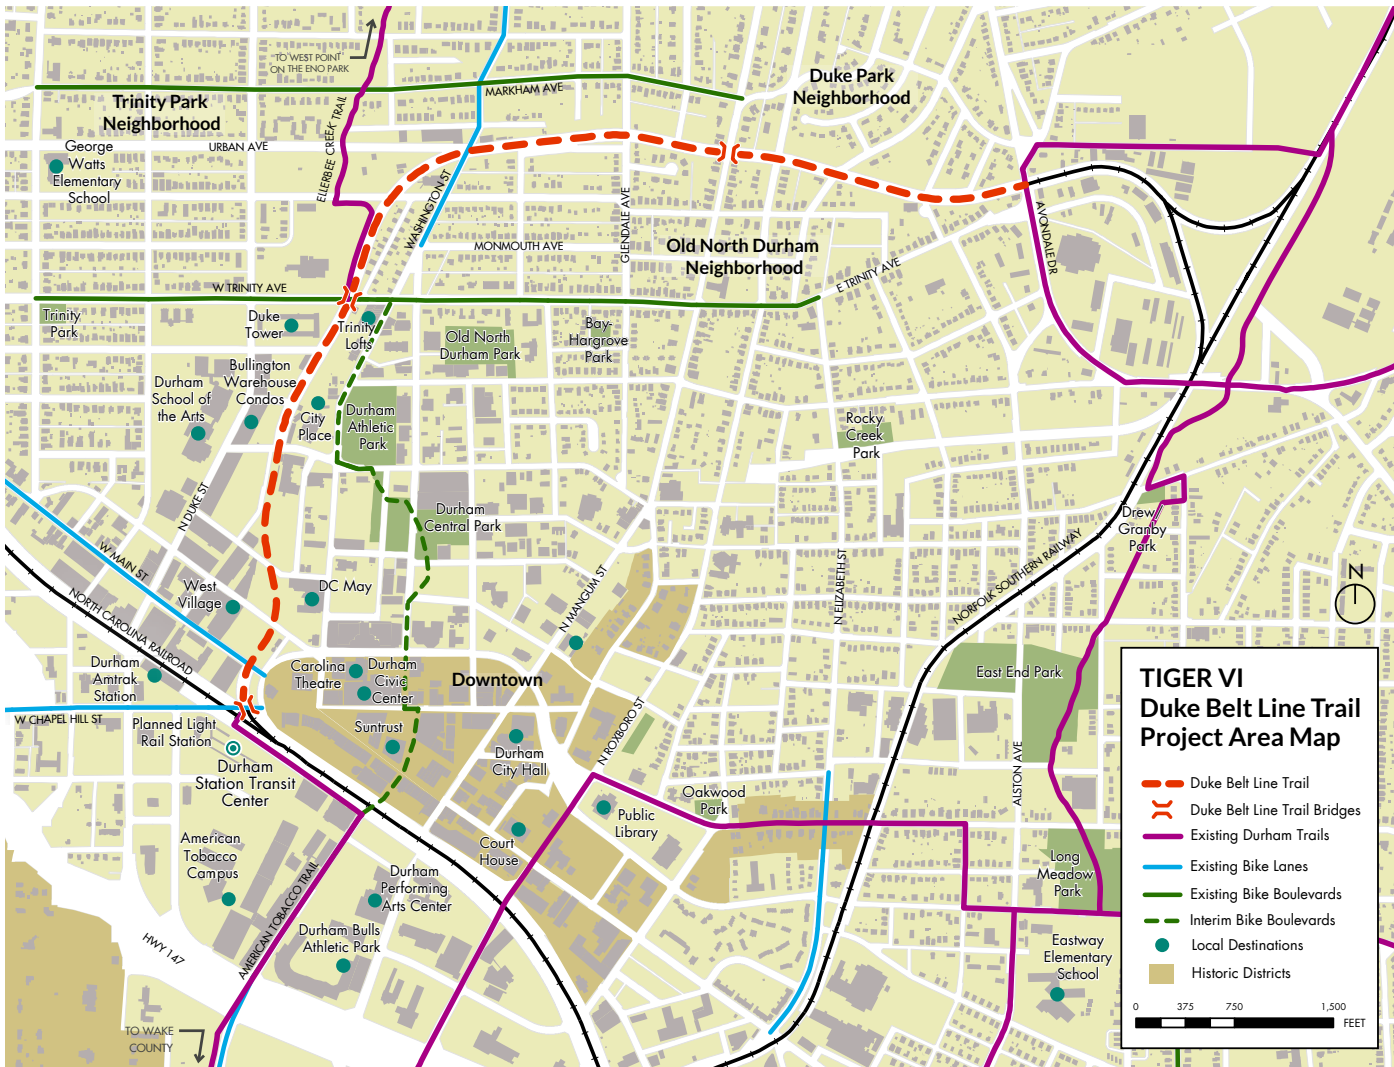 TO WEST POINT
ON THE ENO PARK
Trinity Park
Neighborhood
George
Watts
Elementary
School
URBAN AVE
ELLERBEE CREEK TRAIL
MARKHAM AVE
WASHINGTON ST
Duke Park
Neighborhood
GLENDALE AVE
MONMOUTH AVE
Old North Durham
Neighborhood
E TRINITY AVE
AVONDALE DR
W TRINITY AVE
Trinity
Park
Duke
Tower
Trinity
Lofts
Old North
Durham Park
Bay-
Hargrove
Park
Bullington
Warehouse
Condos
Durham
School of
the Arts
City
Place
Durham
Athletic
Park
Rocky
Creek
Park
N DUKE ST
Durham
Central Park
Drew
Granby
Park
W MAIN ST
NORTH CAROLINA RAILROAD
West
Village
DC May
N MANGUM ST
N ELIZABETH ST
NORFOLK SOUTHERN RAILWAY
N
Durham
Amtrak
Station
Carolina
Theatre
Durham
Civic
Center
Downtown
East End Park
W CHAPEL HILL ST
Planned Light
Rail Station
Suntrust
Durham
City Hall
N ROXBORO ST
Durham
Station Transit
Center
Oakwood
Park
Public
Library
ALSTON AVE
American
Tobacco
Campus
Court
House
Durham
Performing
Arts Center
Long
Meadow
Park
AMERICAN TOBACCO TRAIL
Durham Bulls
Athletic Park
HWY 147
Eastway
Elementary
School
TO WAKE
COUNTY
TIGER VI
Duke Belt Line Trail
Project Area Map
Duke Belt Line Trail
Duke Belt Line Trail Bridges
Existing Durham Trails
Existing Bike Lanes
Existing Bike Boulevards
Interim Bike Boulevards
Local Destinations
Historic Districts
0 375 750 1,500
FEET